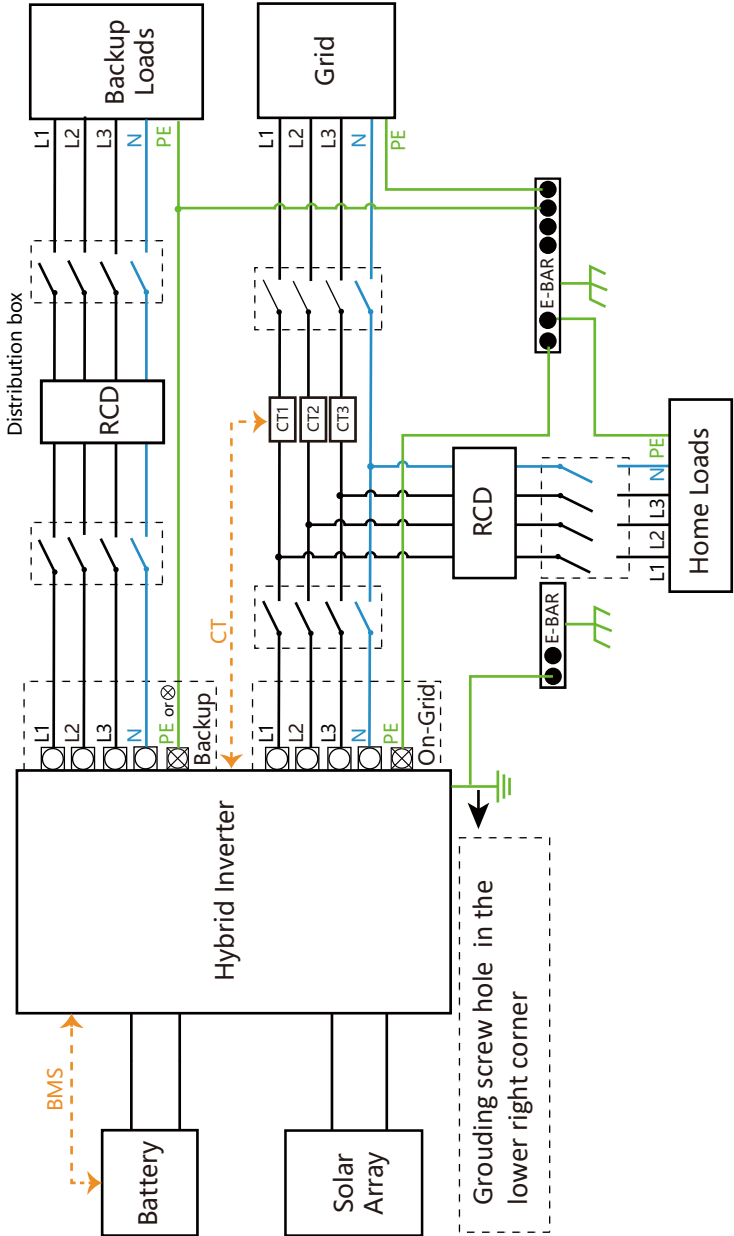 Distribution box
Backup
Loads
L1
L2
L3
N
PE
Grid
L1
L2
L3
N
PE
RCD
CT1
CT2
CT3
CT
E-BAR
RCD
L1
L2
L3
N
PE
Home Loads
E-BAR
L1
L2
L3
N
PE or
Backup
L1
L2
L3
N
PE
On-Grid
Hybrid Inverter
BMS
Battery
Solar
Array
Grouding screw hole in the
lower right corner